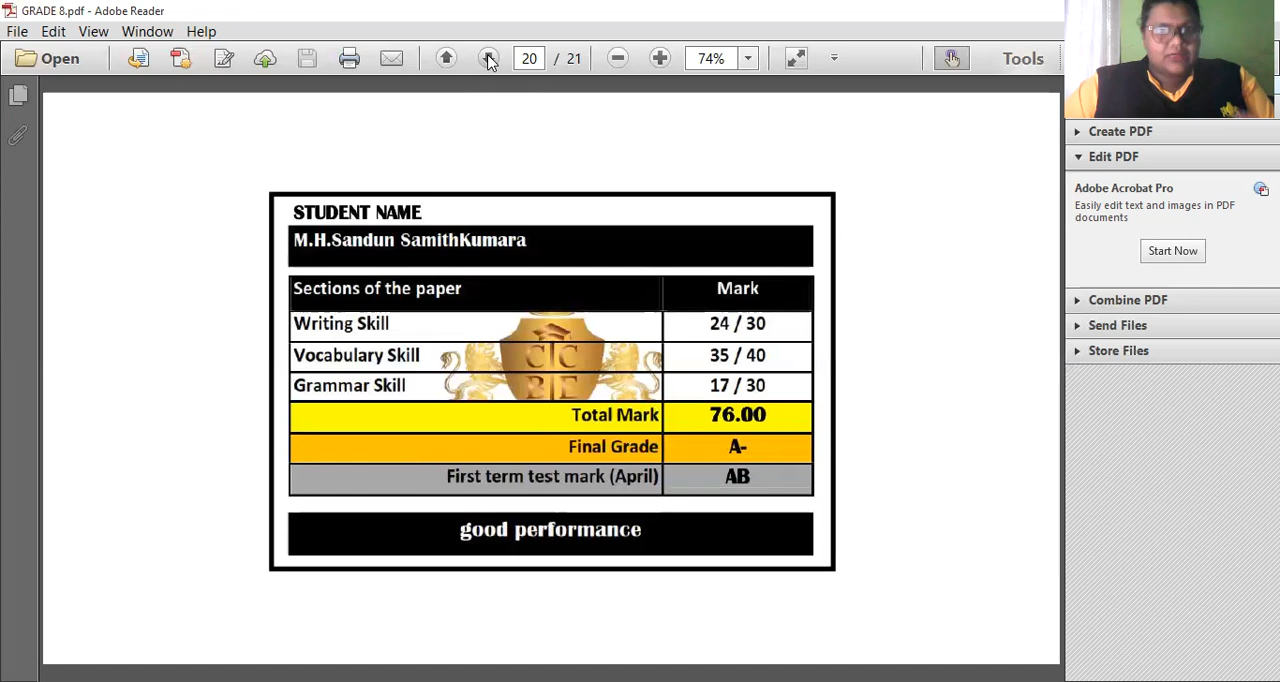 GRADE 8.pdf - Adobe Reader
File Edit View Window Help
Open 20 / 21 74% Tools
Create PDF
Edit PDF
Adobe Acrobat Pro
Easily edit text and images in PDF
documents
Start Now
Combine PDF
Send Files
Store Files
STUDENT NAME
M.H.Sandun SamithKumara
Sections of the paper Mark
Writing Skill 24 / 30
Vocabulary Skill 35 / 40
Grammar Skill 17 / 30
Total Mark 76.00
Final Grade A-
First term test mark (April) AB
good performance
C C
B E